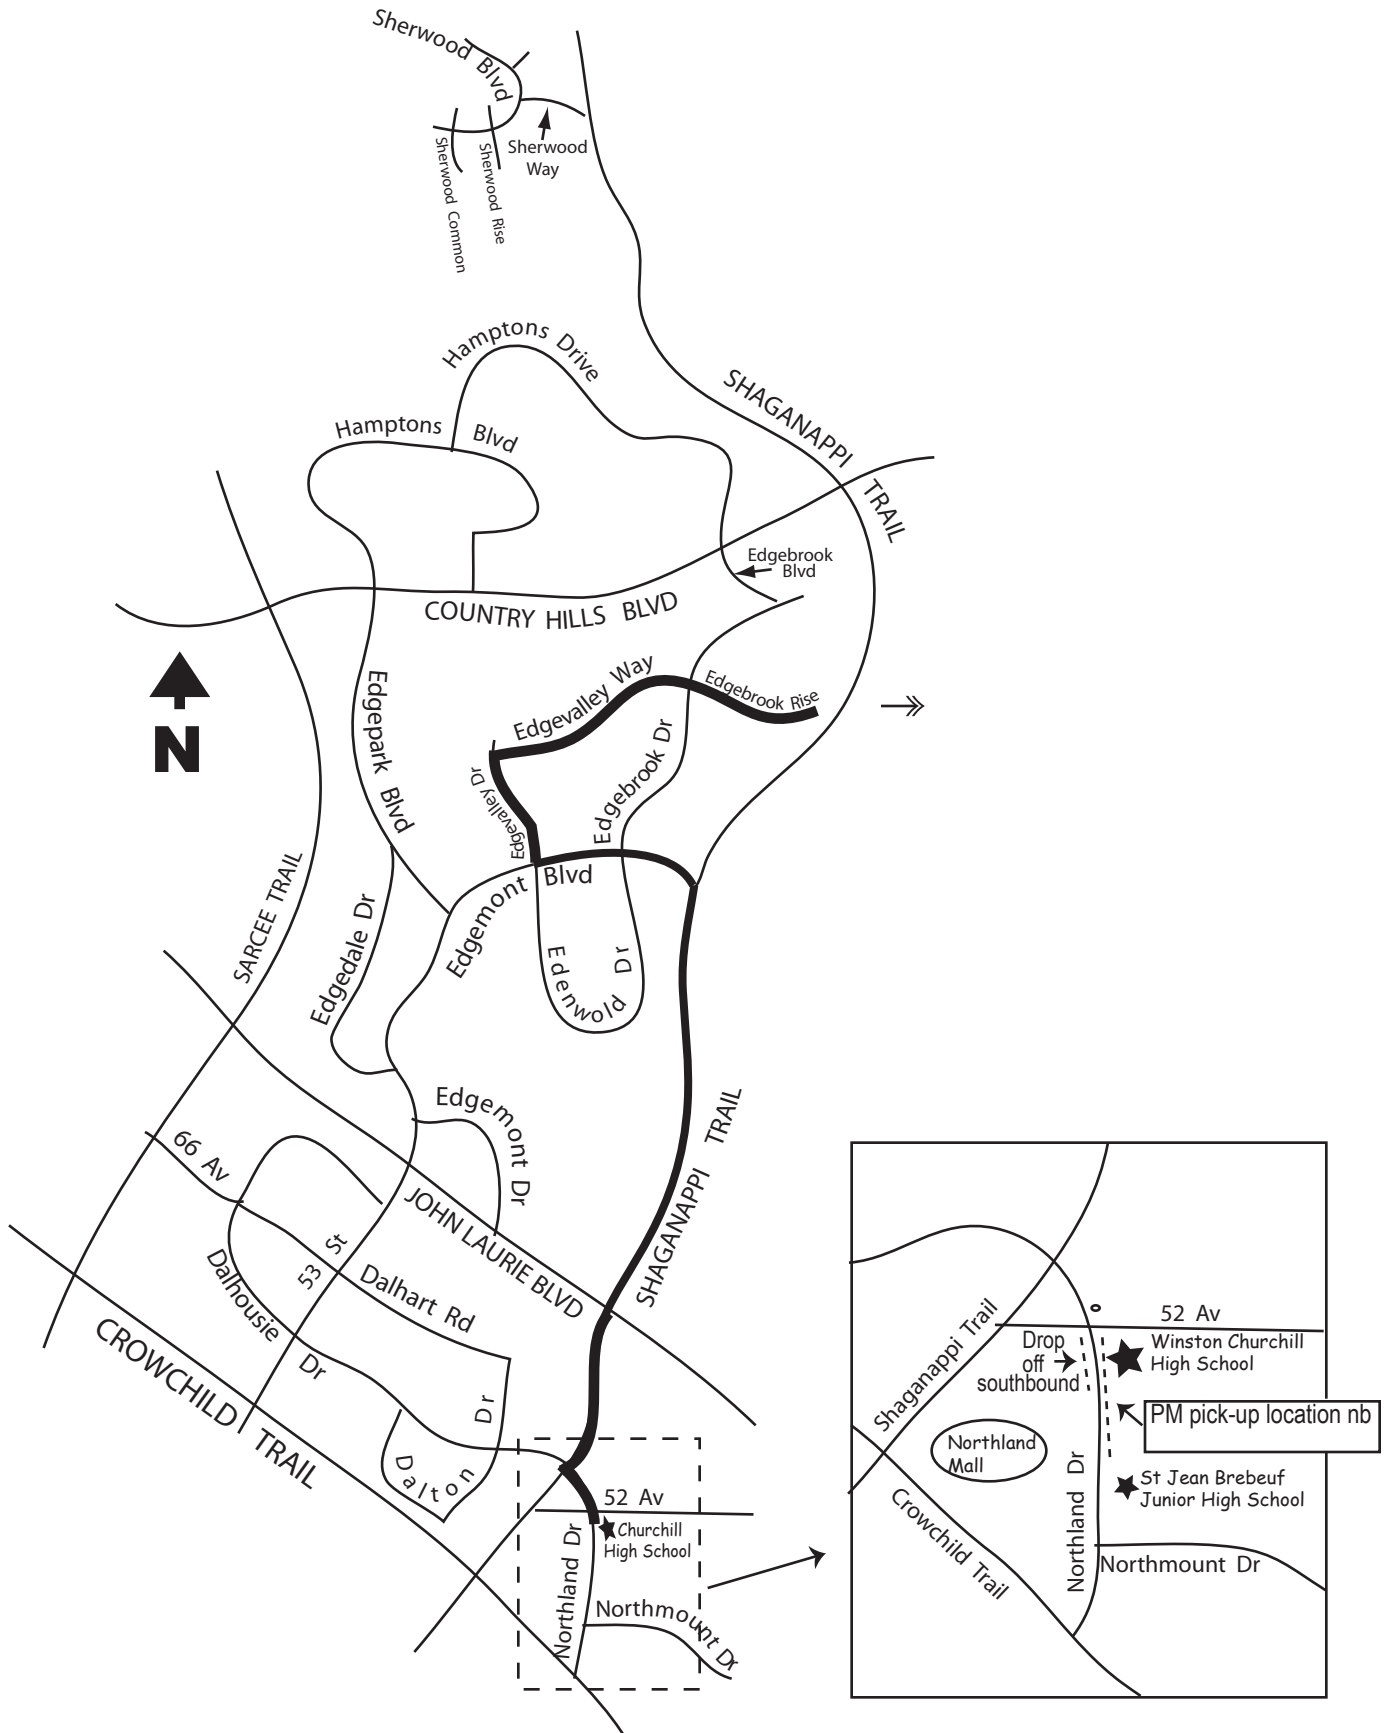 Sherwood Blvd
Sherwood
Way
Sherwood Common
Sherwood Rise
Hamptons Drive
Hamptons Blvd
SHAGANAPPI TRAIL
Edgebrook
Blvd
COUNTRY HILLS BLVD
N
Edgepark Blvd
Edgevalley Way
Edgebrook Rise
Edgevalley Dr
Edgebrook Dr
Edgemont Blvd
SARCEE TRAIL
Edgedale Dr
Edenwold Dr
Edgemont Dr
SHAGANAPPI TRAIL
66 Av
JOHN LAURIE BLVD
53 St
Dalhousie Dr
Dalhart Rd
CROWCHILD TRAIL
Dalton Dr
52 Av
Churchill
High School
Northland Dr
Northmount Dr
52 Av
Shaganappi Trail
Drop
off
southbound
Winston Churchill
High School
PM pick-up location nb
Northland
Mall
St Jean Brebeuf
Junior High School
Crowchild Trail
Northland Dr
Northmount Dr